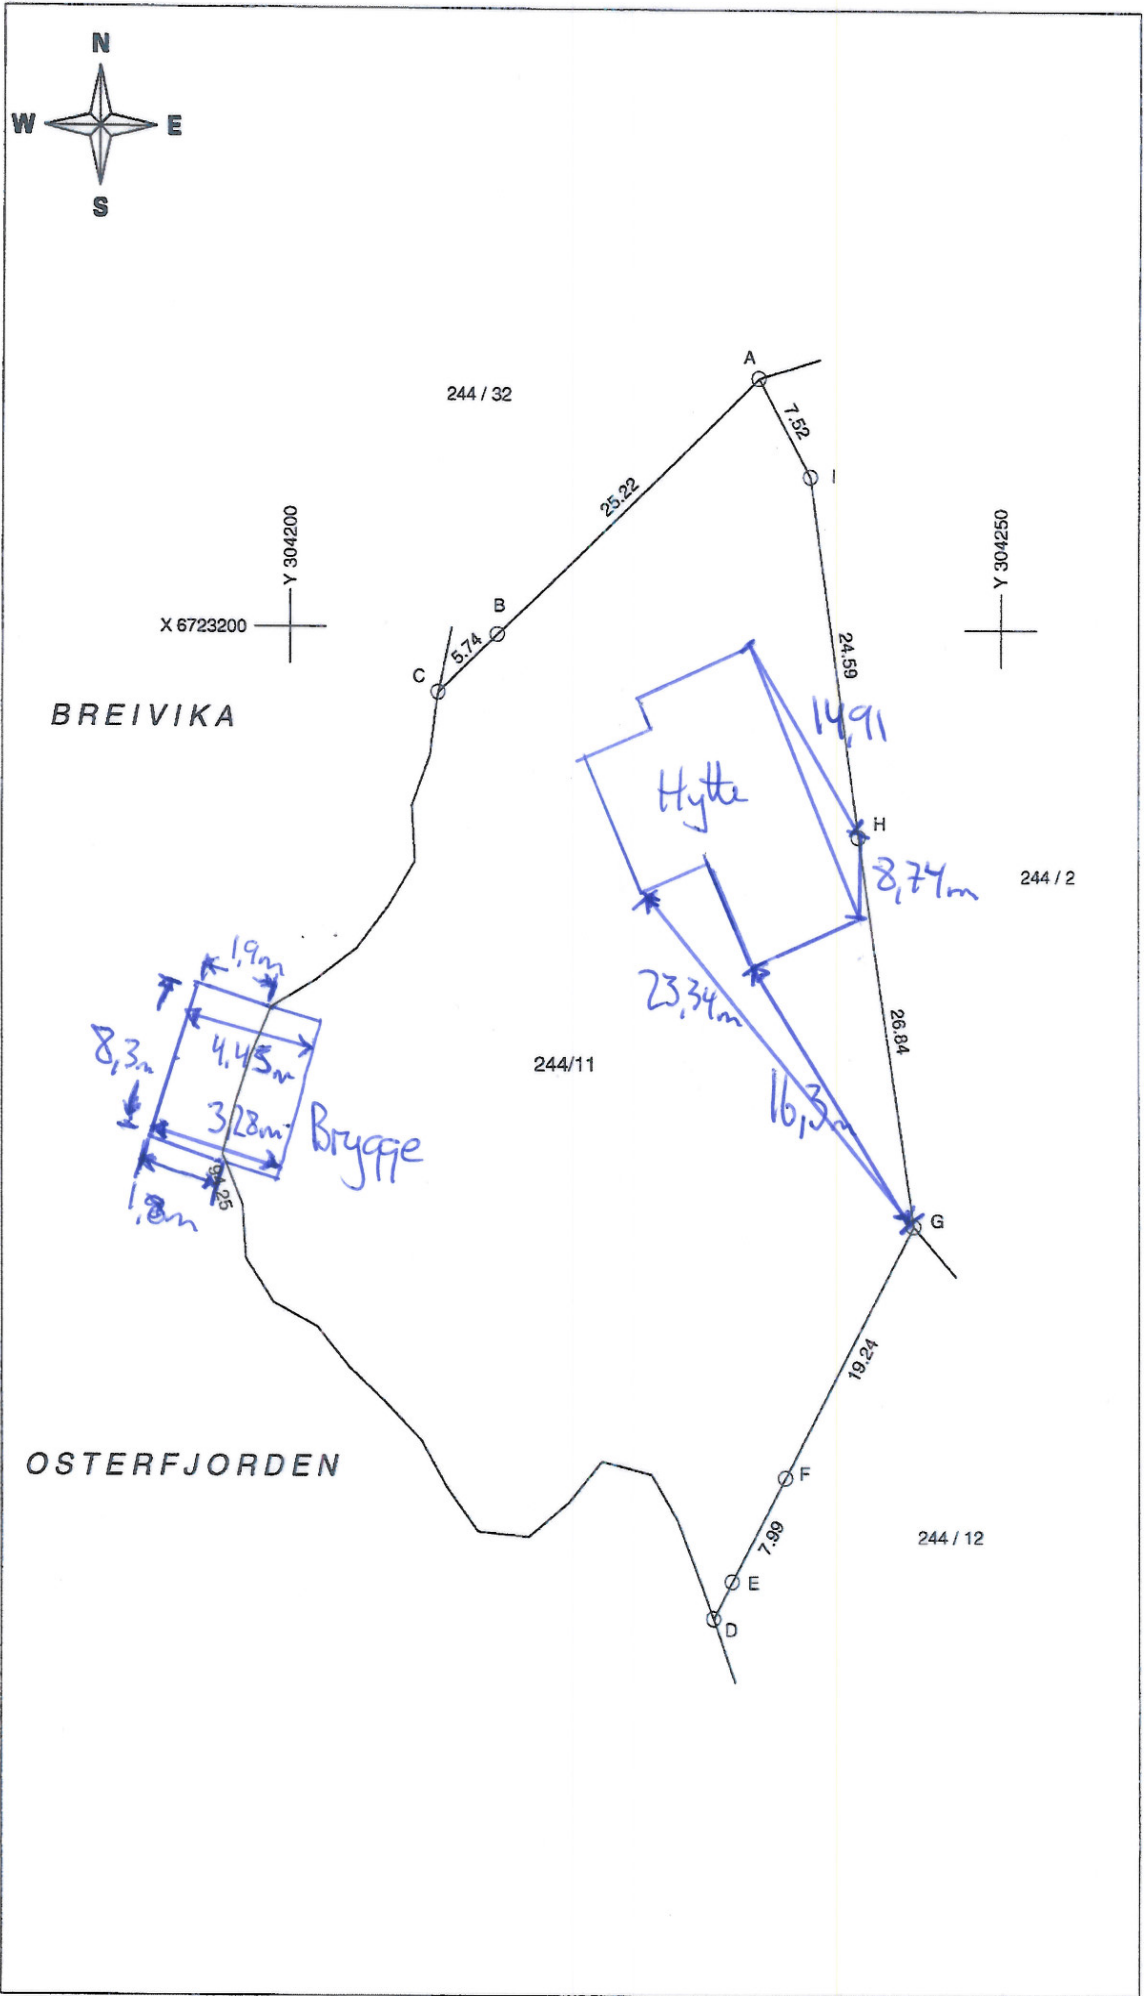 N
W E
S
A
244 / 32
7.52
I
25.22
Y 304200
Y 304250
X 6723200
B
5.74
C
24.59
BREIVIKA
14,91
Hytte
H
8,74m
244 / 2
1,9m
23,34m
8,3m
4,45m
26.84
244/11
3,28m
Brygge
16,3m
94.25
G
19.24
OSTERFJORDEN
F
7.99
244 / 12
E
D